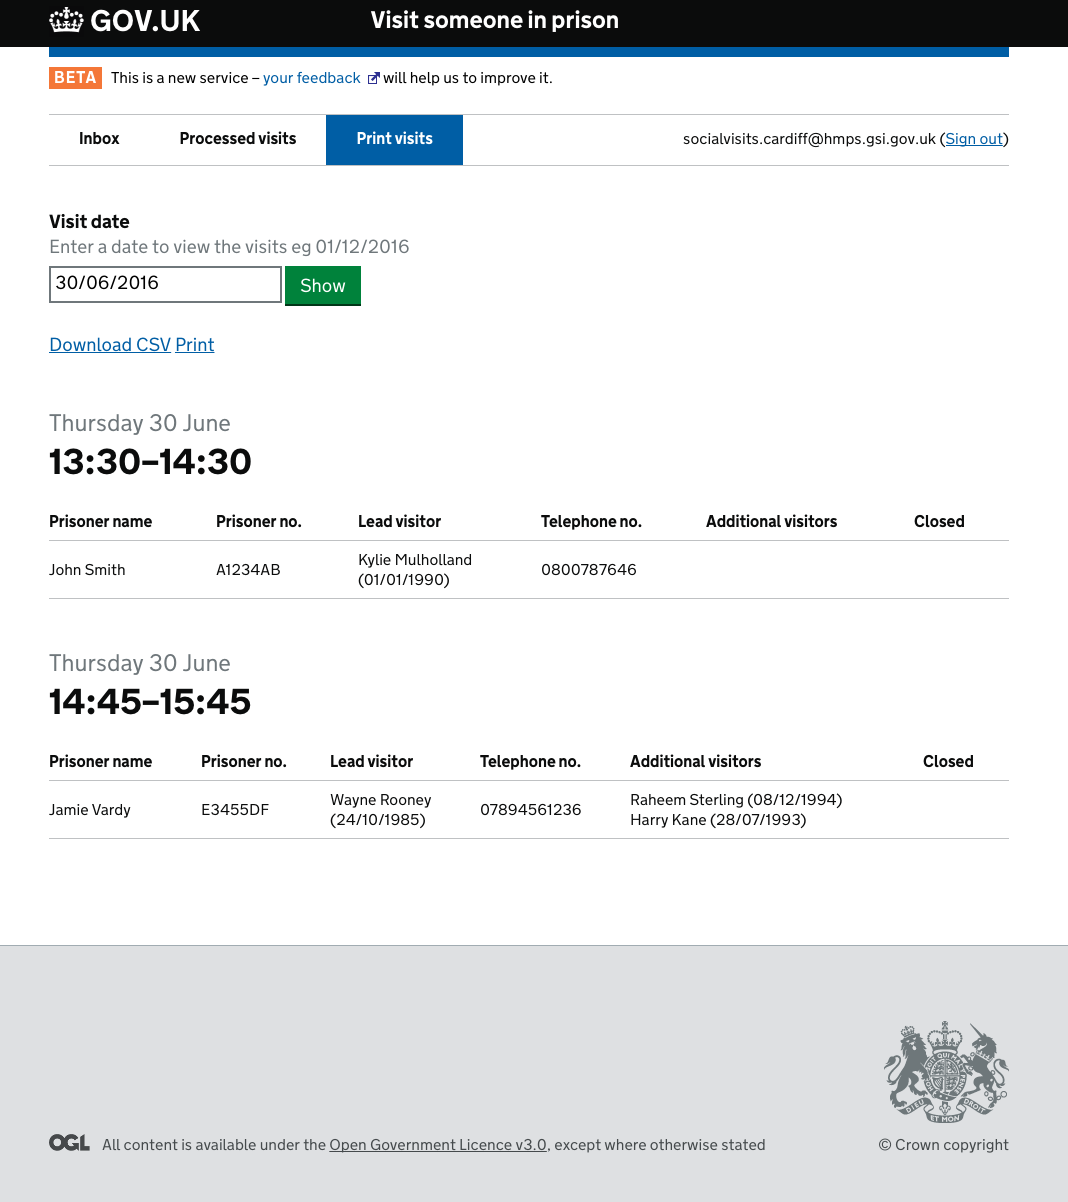 GOV.UK Visit someone in prison
BETA This is a new service – your feedback will help us to improve it.
Inbox Processed visits Print visits socialvisits.cardiff@hmps.gsi.gov.uk (Sign out)
Visit date
Enter a date to view the visits eg 01/12/2016
30/06/2016 Show
Download CSV Print
Thursday 30 June
13:30–14:30
Prisoner name Prisoner no. Lead visitor Telephone no. Additional visitors Closed
John Smith A1234AB Kylie Mulholland 0800787646
(01/01/1990)
Thursday 30 June
14:45–15:45
Prisoner name Prisoner no. Lead visitor Telephone no. Additional visitors Closed
Jamie Vardy E3455DF Wayne Rooney 07894561236 Raheem Sterling (08/12/1994)
(24/10/1985) Harry Kane (28/07/1993)
DIEU ET MON DROIT
OGL All content is available under the Open Government Licence v3.0, except where otherwise stated © Crown copyright